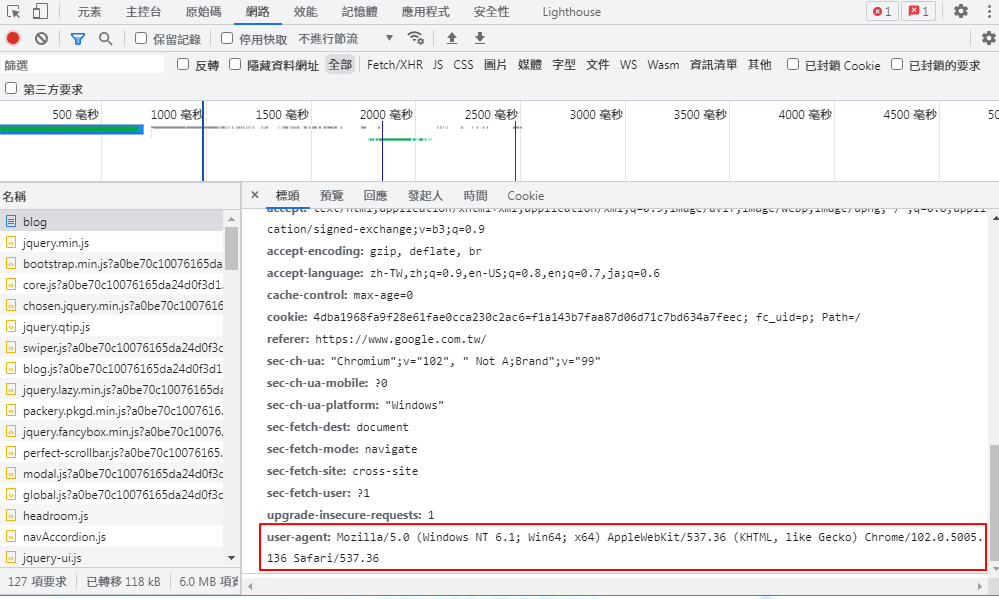 元素 主控台 原始碼 網路 效能 記憶體 應用程式 安全性 Lighthouse 1 1
保留記錄 停用快取 不進行節流
篩選 反轉 隱藏資料網址 全部 Fetch/XHR JS CSS 圖片 媒體 字型 文件 WS Wasm 資訊清單 其他 已封鎖 Cookie 已封鎖的要求
第三方要求
500 毫秒 1000 毫秒 1500 毫秒 2000 毫秒 2500 毫秒 3000 毫秒 3500 毫秒 4000 毫秒 4500 毫秒 50
名稱
× 標頭 預覽 回應 發起人 時間 Cookie
blog
jquery.min.js
bootstrap.min.js?a0be70c10076165da
core.js?a0be70c10076165da24d0f3d1.
chosen.jquery.min.js?a0be70c1007616
jquery.qtip.js
swiper.js?a0be70c10076165da24d0f3d
blog.js?a0be70c10076165da24d0f3d1
jquery.lazy.min.js?a0be70c10076165da
packery.pkgd.min.js?a0be70c1007616.
jquery.fancybox.min.js?a0be70c10076.
perfect-scrollbar.js?a0be70c10076165.
modal.js?a0be70c10076165da24d0f3d
global.js?a0be70c10076165da24d0f3d
headroom.js
navAccordion.js
jquery-ui.js
127 項要求 已轉移 118 kB 6.0 MB 項資
accept: text/html,application/xhtml+xml,application/xml;q=0.9,image/avif,image/webp,image/apng,*/*;q=0.8,appli
cation/signed-exchange;v=b3;q=0.9
accept-encoding: gzip, deflate, br
accept-language: zh-TW,zh;q=0.9,en-US;q=0.8,en;q=0.7,ja;q=0.6
cache-control: max-age=0
cookie: 4dba1968fa9f28e61fae0cca230c2ac6=f1a143b7faa87d06d71c7bd634a7feec; fc_uid=p; Path=/
referer: https://www.google.com.tw/
sec-ch-ua: "Chromium";v="102", " Not A;Brand";v="99"
sec-ch-ua-mobile: ?0
sec-ch-ua-platform: "Windows"
sec-fetch-dest: document
sec-fetch-mode: navigate
sec-fetch-site: cross-site
sec-fetch-user: ?1
upgrade-insecure-requests: 1
user-agent: Mozilla/5.0 (Windows NT 6.1; Win64; x64) AppleWebKit/537.36 (KHTML, like Gecko) Chrome/102.0.5005.
136 Safari/537.36